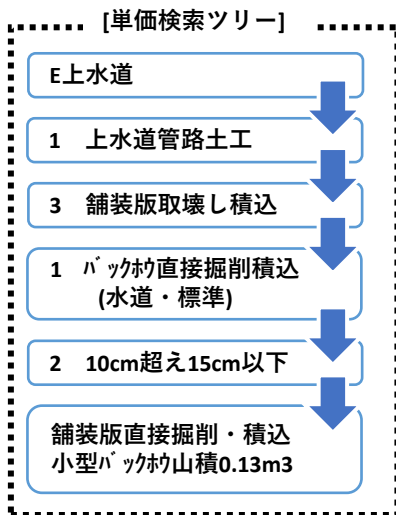 [単価検索ツリー]
E上水道
1 上水道管路土工
3 舗装版取壊し積込
1 ﾊﾞｯｸﾎｳ直接掘削積込
(水道・標準)
2 10cm超え15cm以下
舗装版直接掘削・積込
小型ﾊﾞｯｸﾎｳ山積0.13m3